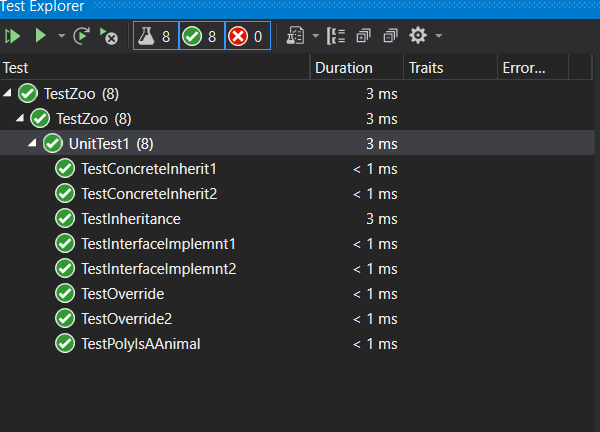 Test Explorer
8 8 0
Test Duration Traits Error...
TestZoo (8) 3 ms
TestZoo (8) 3 ms
UnitTest1 (8) 3 ms
TestConcreteInherit1 < 1 ms
TestConcreteInherit2 < 1 ms
TestInheritance 3 ms
TestInterfaceImplemnt1 < 1 ms
TestInterfaceImplemnt2 < 1 ms
TestOverride < 1 ms
TestOverride2 < 1 ms
TestPolyIsAAnimal < 1 ms